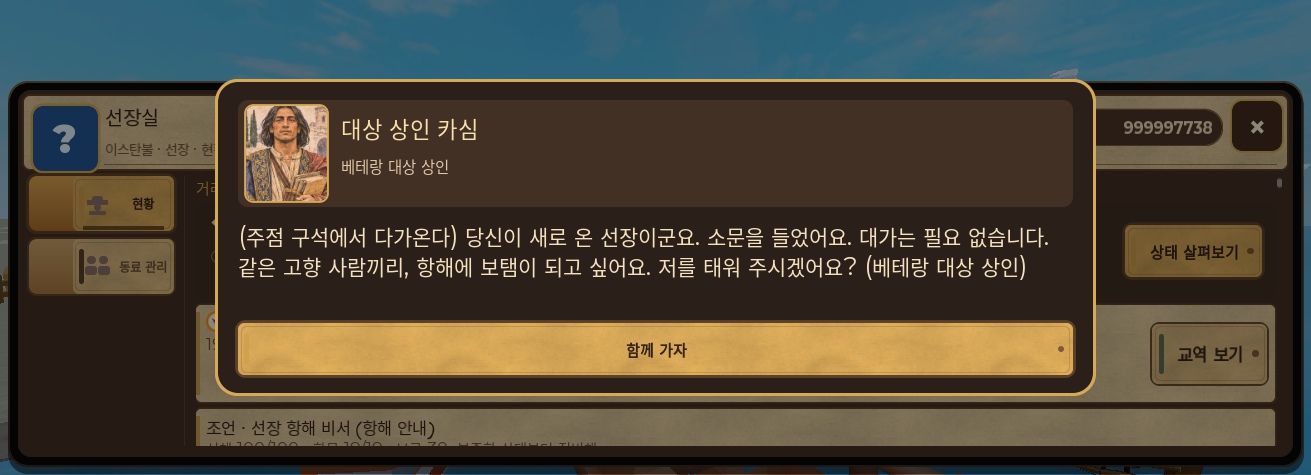 ?
선장실
이스탄불 · 선장 ·
999997738
×
현황
동료 관리
대상 상인 카심
베테랑 대상 상인
(주점 구석에서 다가온다) 당신이 새로 온 선장이군요. 소문을 들었어요. 대가는 필요 없습니다.
같은 고향 사람끼리, 항해에 보탬이 되고 싶어요. 저를 태워 주시겠어요? (베테랑 대상 상인)
함께 가자
상태 살펴보기
교역 보기
조언 · 선장 항해 비서 (항해 안내)